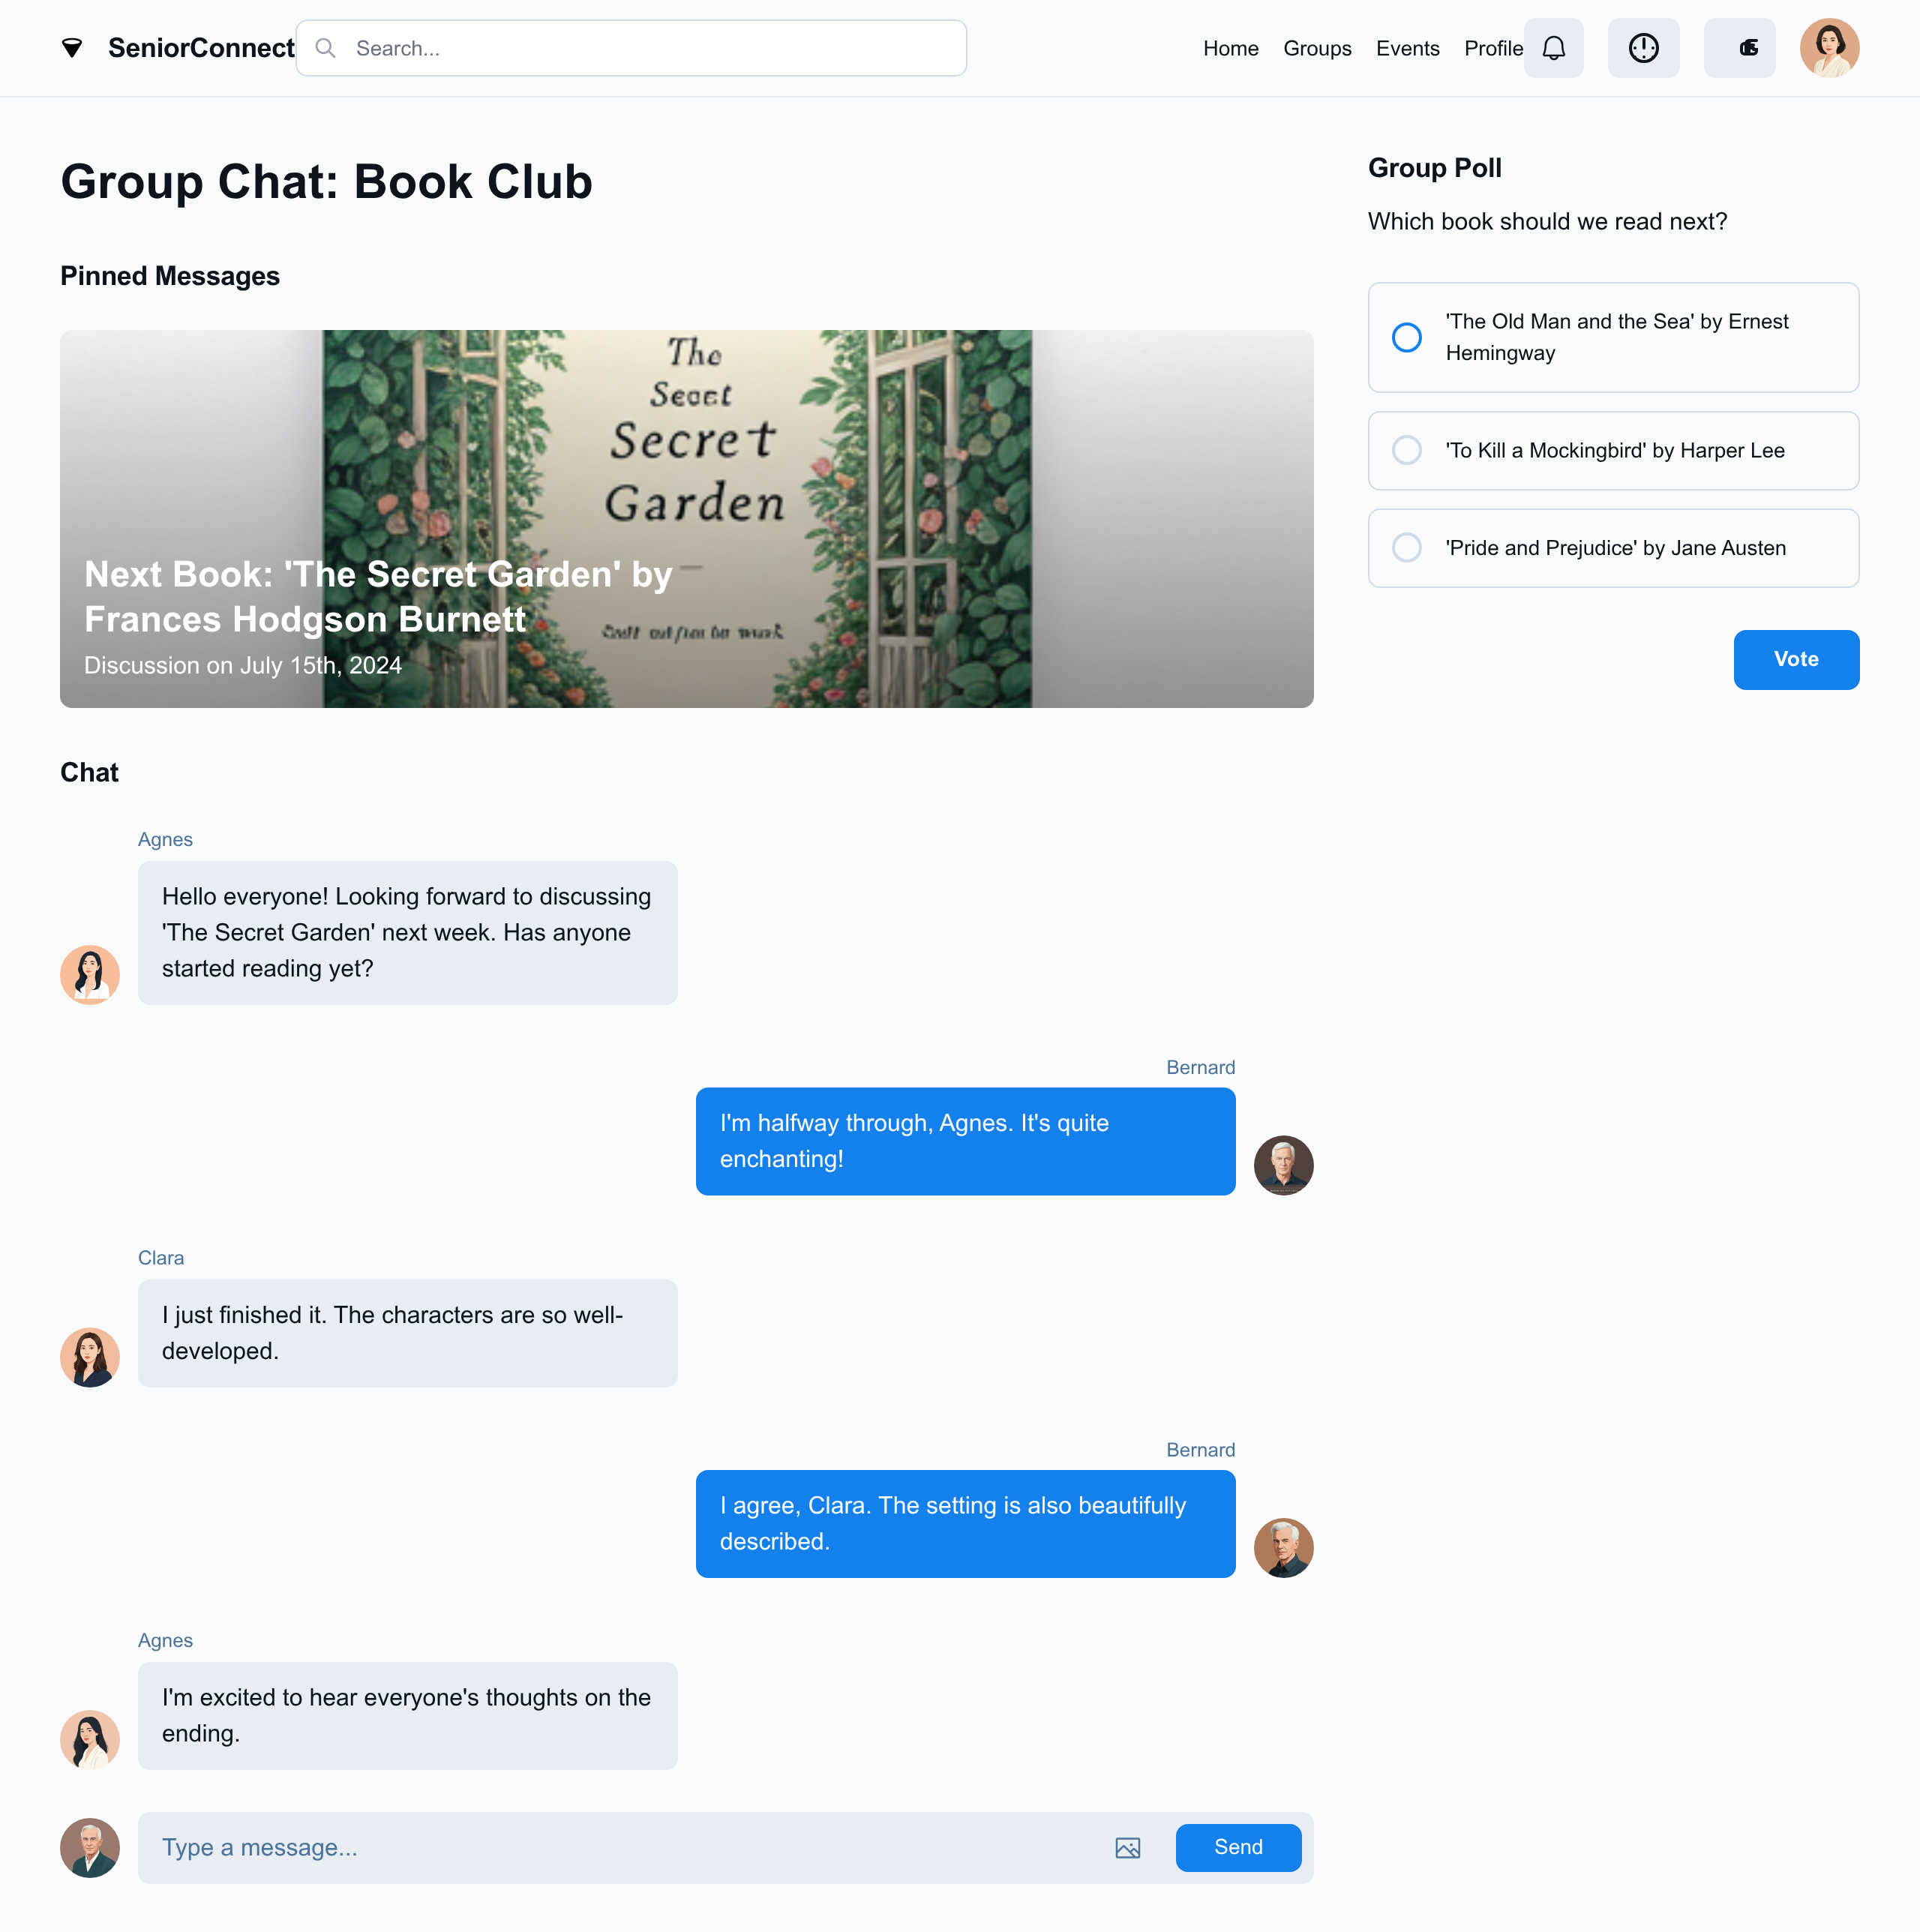 SeniorConnect
Search...
Home
Groups
Events
Profile
Group Chat: Book Club
Pinned Messages
The
Secret
Garden
Next Book: 'The Secret Garden' by
Frances Hodgson Burnett
Discussion on July 15th, 2024
Chat
Agnes
Hello everyone! Looking forward to discussing
'The Secret Garden' next week. Has anyone
started reading yet?
Bernard
I'm halfway through, Agnes. It's quite
enchanting!
Clara
I just finished it. The characters are so well-
developed.
Bernard
I agree, Clara. The setting is also beautifully
described.
Agnes
I'm excited to hear everyone's thoughts on the
ending.
Type a message...
Send
Group Poll
Which book should we read next?
'The Old Man and the Sea' by Ernest
Hemingway
'To Kill a Mockingbird' by Harper Lee
'Pride and Prejudice' by Jane Austen
Vote